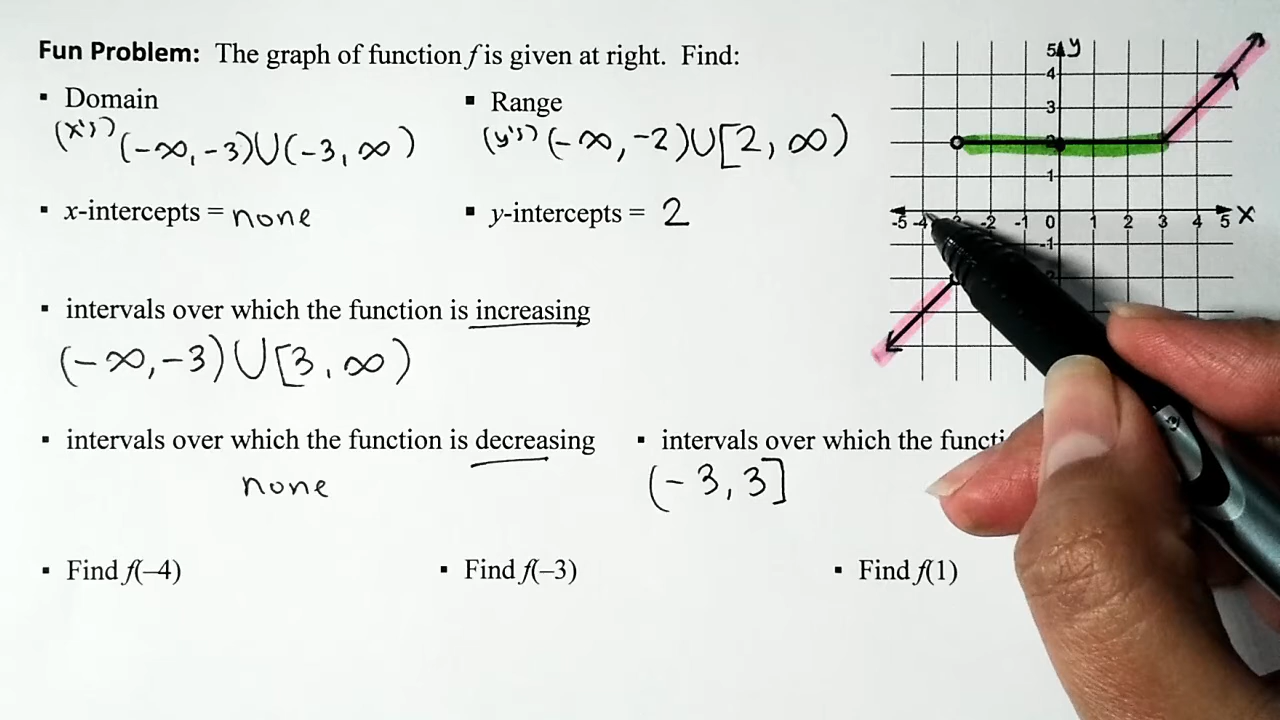 Fun Problem: The graph of function f is given at right. Find:
▪ Domain
(x's) (-∞, -3)∪(-3, ∞)
▪ Range
(y's) (-∞, -2)∪[2, ∞)
▪ x-intercepts = none
▪ y-intercepts = 2
▪ intervals over which the function is increasing
(-∞, -3)∪[3, ∞)
▪ intervals over which the function is decreasing
none
▪ intervals over which the
(-3, 3]
▪ Find f(–4)
▪ Find f(–3)
▪ Find f(1)
5 y
4
3
1
-5 -4 -2 -1 0 1 2 3 4 5 x
-1